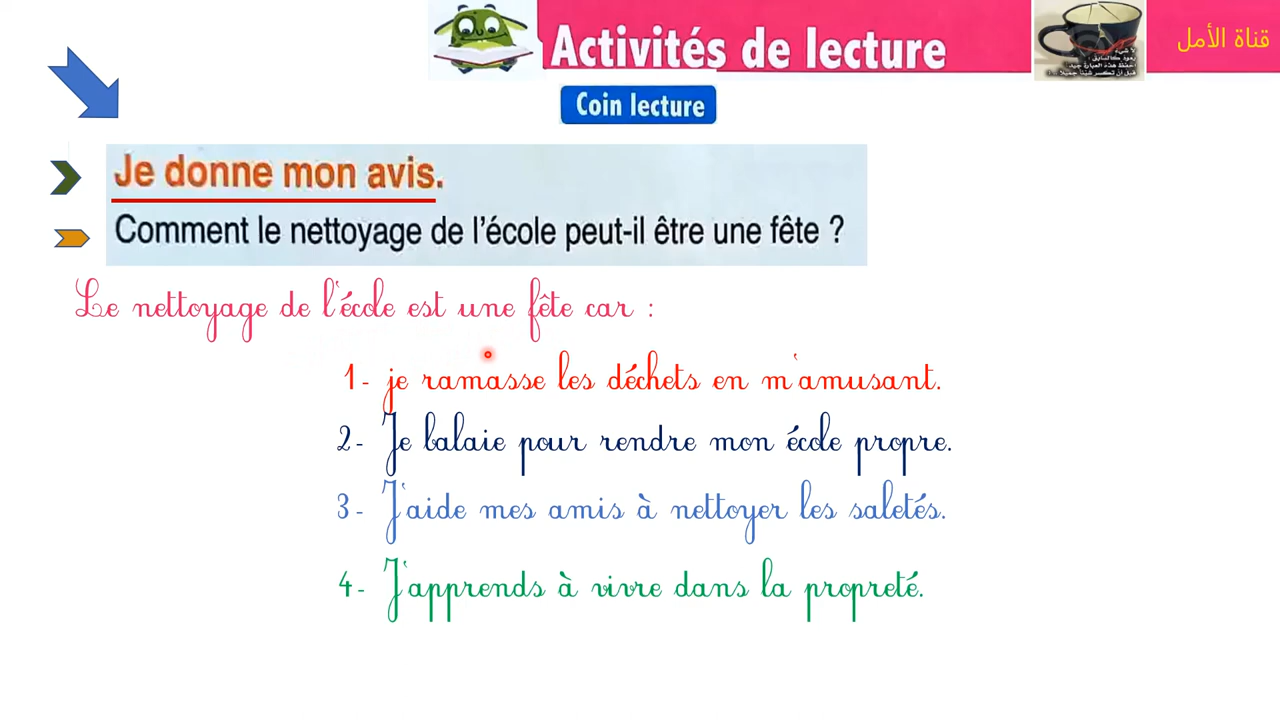 Activités de lecture
قناة الأمل
Coin lecture
Je donne mon avis.
Comment le nettoyage de l'école peut-il être une fête ?
Le nettoyage de l'école est une fête car :
1- je ramasse les déchets en m'amusant.
2- Je balaie pour rendre mon école propre.
3- J'aide mes amis à nettoyer les saletés.
4- J'apprends à vivre dans la propreté.